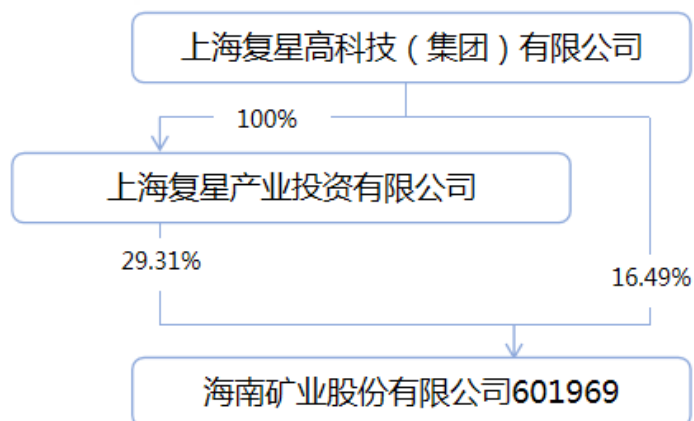 上海复星高科技（集团）有限公司
100%
上海复星产业投资有限公司
29.31%
16.49%
海南矿业股份有限公司601969